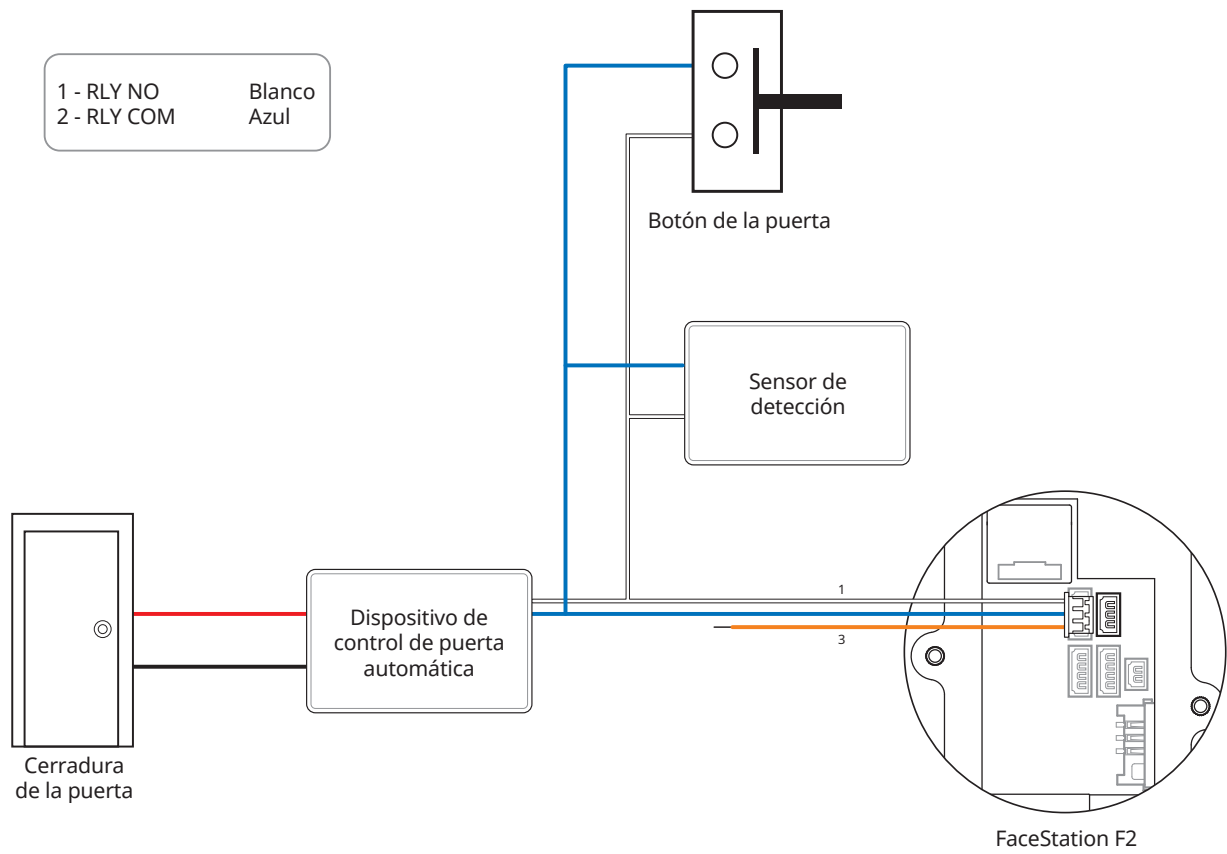 1 - RLY NO Blanco
2 - RLY COM Azul
Botón de la puerta
Sensor de
detección
1
3
Dispositivo de
control de puerta
automática
Cerradura
de la puerta
FaceStation F2